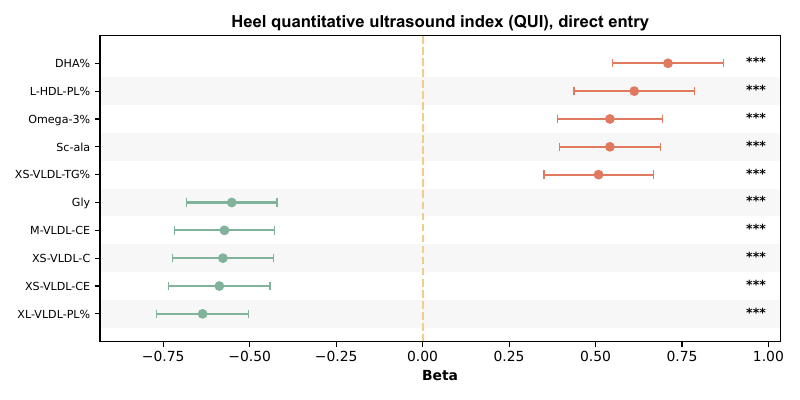 Heel quantitative ultrasound index (QUI), direct entry
DHA% ***
L-HDL-PL% ***
Omega-3% ***
Sc-ala ***
XS-VLDL-TG% ***
Gly ***
M-VLDL-CE ***
XS-VLDL-C ***
XS-VLDL-CE ***
XL-VLDL-PL% ***
−0.75 −0.50 −0.25 0.00 0.25 0.50 0.75 1.00
Beta